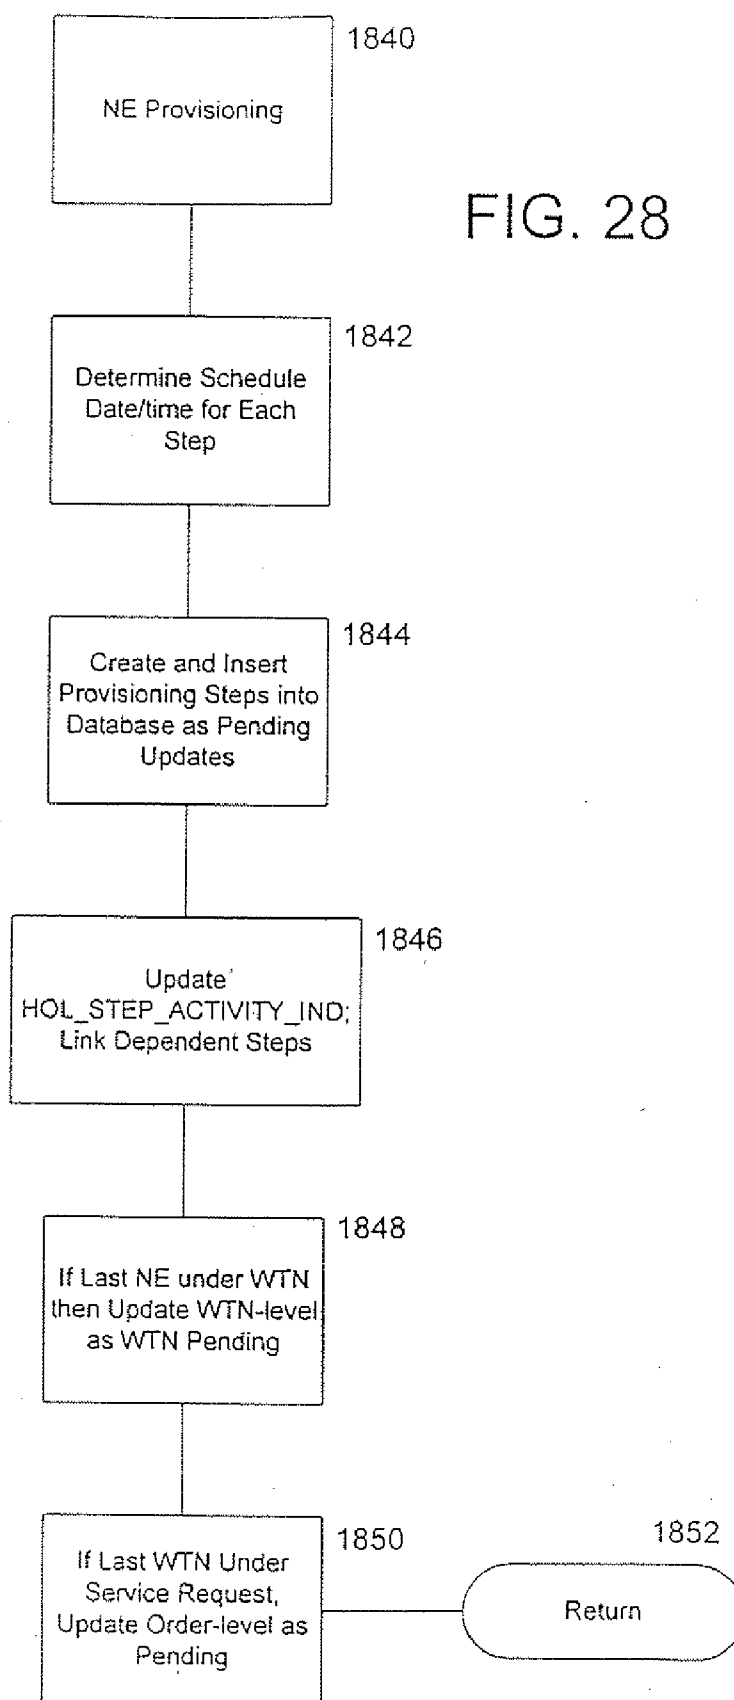 1840
NE Provisioning
FIG. 28
1842
Determine Schedule
Date/time for Each
Step
1844
Create and Insert
Provisioning Steps into
Database as Pending
Updates
1846
Update
HOL_STEP_ACTIVITY_IND;
Link Dependent Steps
1848
If Last NE under WTN
then Update WTN-level
as WTN Pending
1850
If Last WTN Under
Service Request,
Update Order-level as
Pending
1852
Return